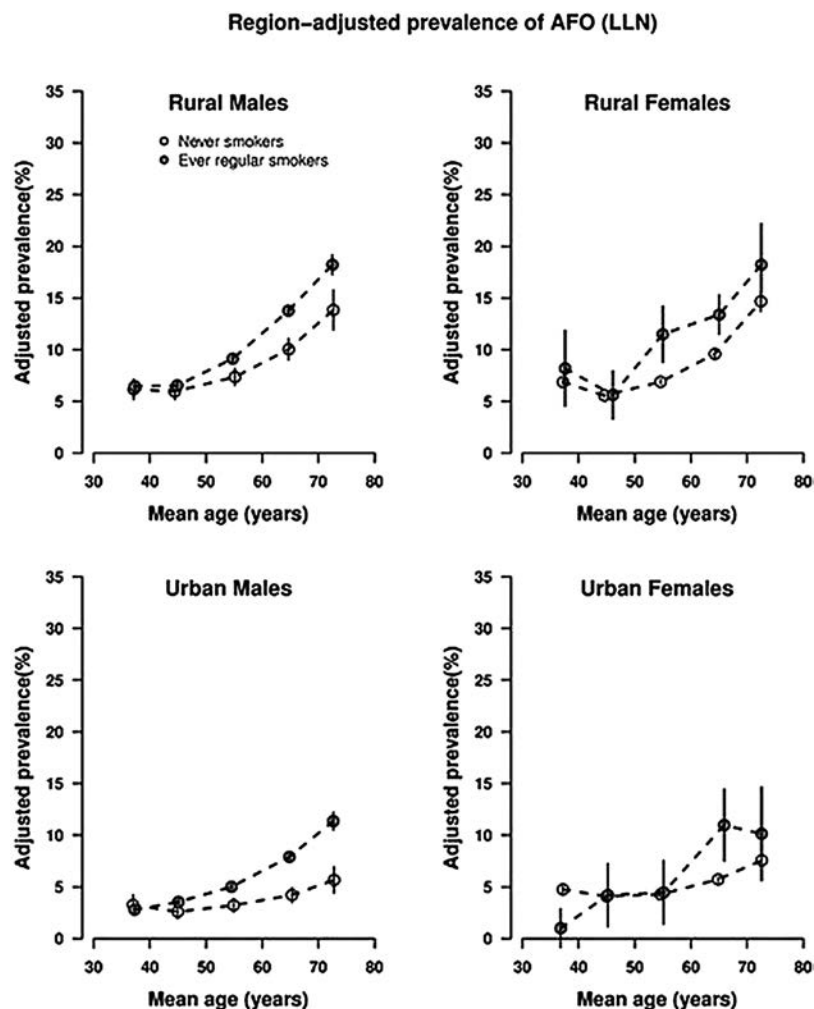 Region-adjusted prevalence of AFO (LLN)
Rural Males
Never smokers
Ever regular smokers
Adjusted prevalence(%)
35
30
25
20
15
10
5
0
30 40 50 60 70 80
Mean age (years)
Rural Females
Adjusted prevalence(%)
35
30
25
20
15
10
5
0
30 40 50 60 70 80
Mean age (years)
Urban Males
Adjusted prevalence(%)
35
30
25
20
15
10
5
0
30 40 50 60 70 80
Mean age (years)
Urban Females
Adjusted prevalence(%)
35
30
25
20
15
10
5
0
30 40 50 60 70 80
Mean age (years)